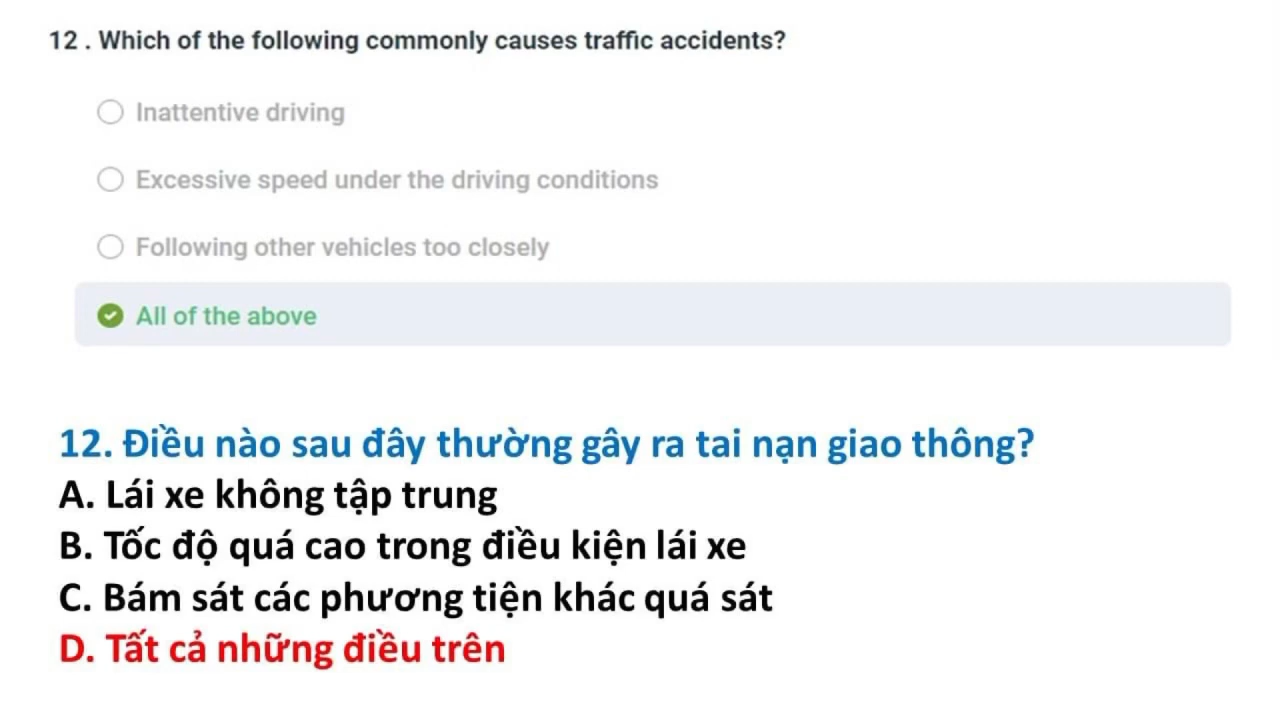 12 . Which of the following commonly causes traffic accidents?
Inattentive driving
Excessive speed under the driving conditions
Following other vehicles too closely
All of the above
12. Điều nào sau đây thường gây ra tai nạn giao thông?
A. Lái xe không tập trung
B. Tốc độ quá cao trong điều kiện lái xe
C. Bám sát các phương tiện khác quá sát
D. Tất cả những điều trên